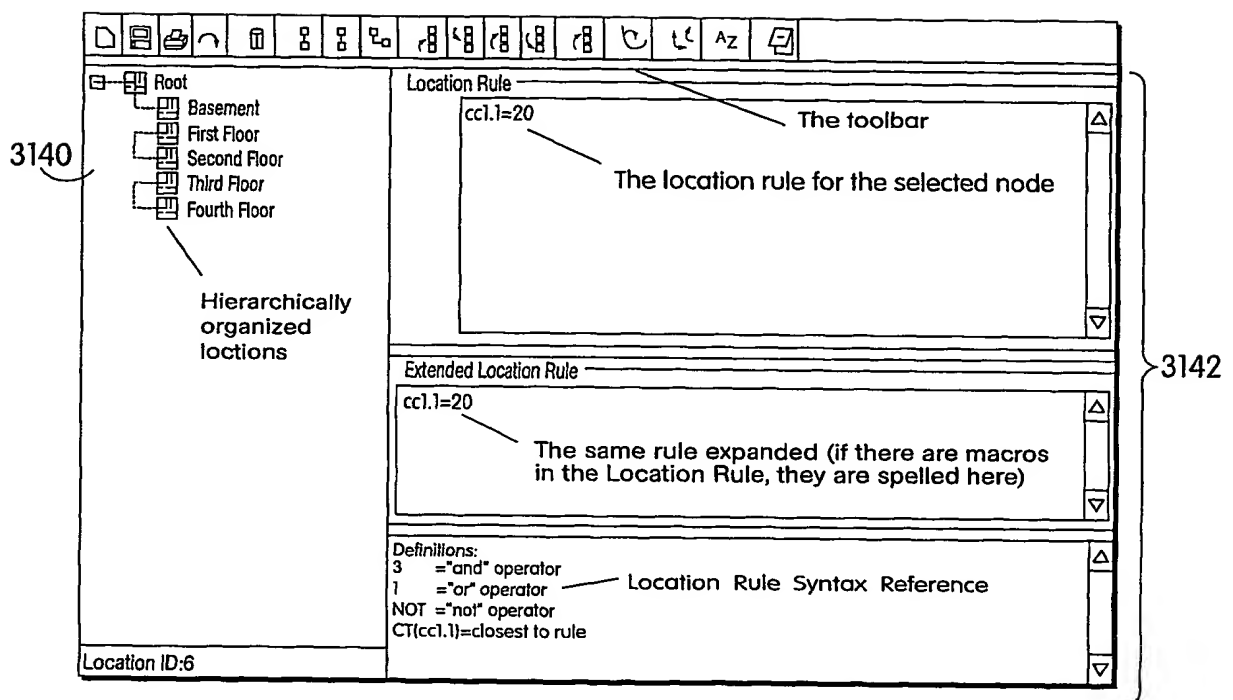 AZ
Root
Basement
First Floor
Second Floor
Third Floor
Fourth Floor
3140
Hierarchically
organized
loctions
Location ID:6
Location Rule
cc1.1=20
The toolbar
The location rule for the selected node
Extended Location Rule
cc1.1=20
The same rule expanded (if there are macros
in the Location Rule, they are spelled here)
Definitions:
3 ="and" operator
1 ="or" operator
NOT ="not" operator
CT(cc1.1)=closest to rule
Location Rule Syntax Reference
3142